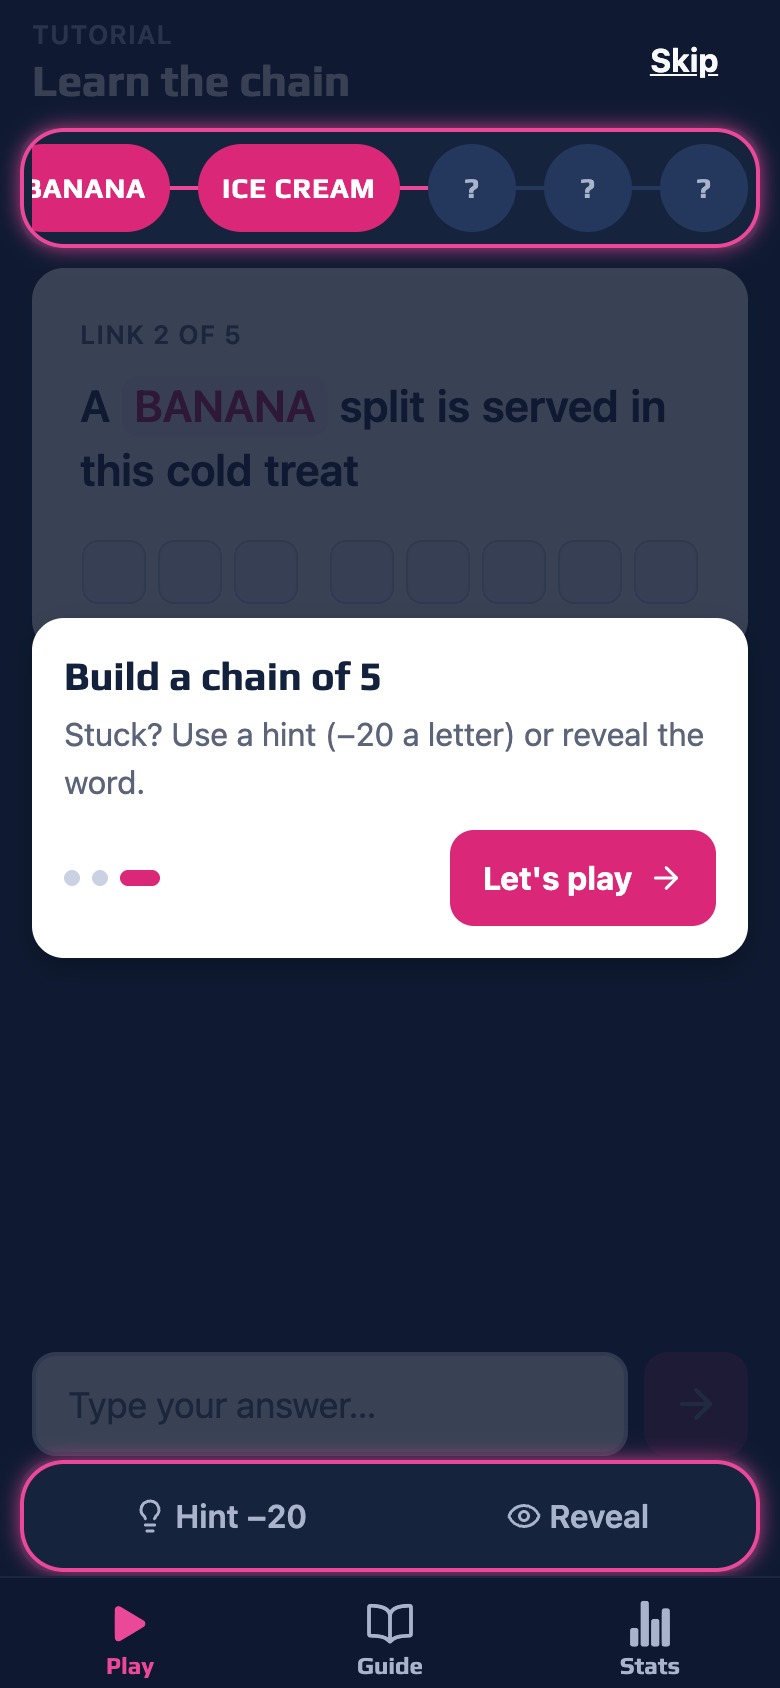 TUTORIAL
Learn the chain
Skip
BANANA ICE CREAM ? ? ?
LINK 2 OF 5
A BANANA split is served in
this cold treat
Build a chain of 5
Stuck? Use a hint (–20 a letter) or reveal the
word.
Let's play
Type your answer...
Hint –20
Reveal
Play
Guide
Stats